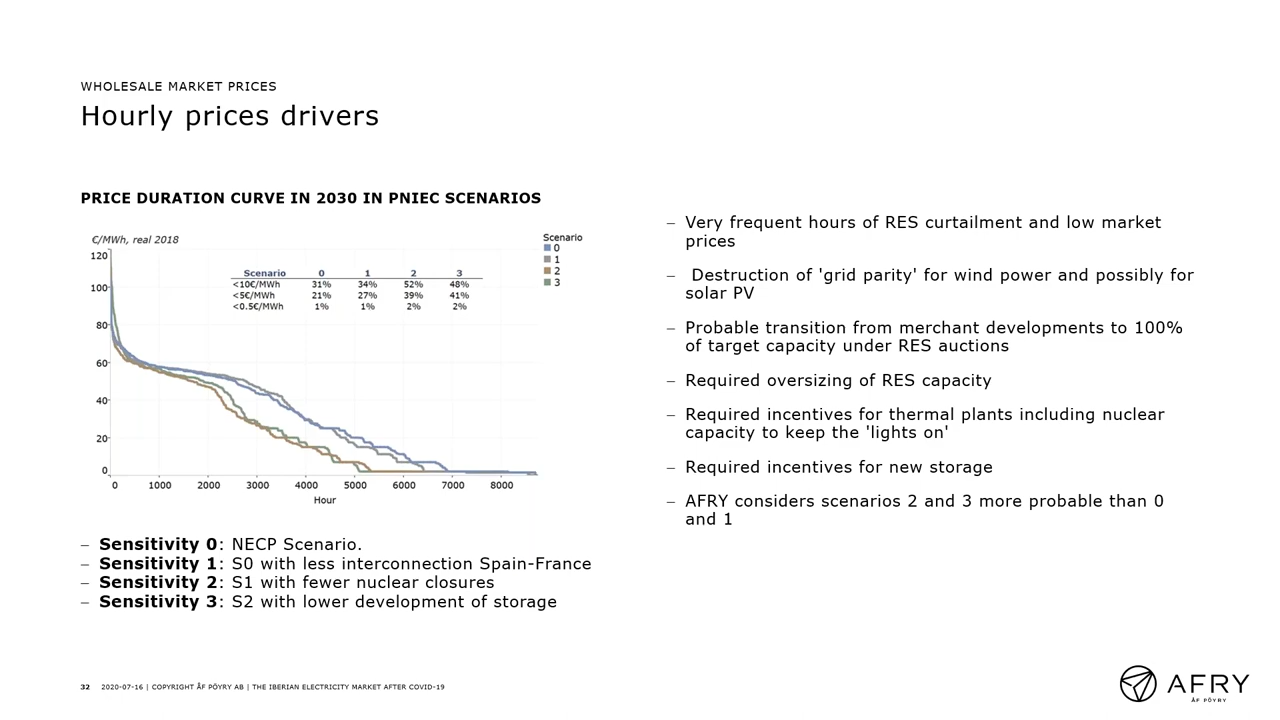 WHOLESALE MARKET PRICES
Hourly prices drivers
PRICE DURATION CURVE IN 2030 IN PNIEC SCENARIOS
€/MWh, real 2018
Scenario
0
1
2
3
120
100
80
60
40
20
0
Scenario 0 1 2 3
<10€/MWh 31% 34% 52% 48%
<5€/MWh 21% 27% 39% 41%
<0.5€/MWh 1% 1% 2% 2%
0 1000 2000 3000 4000 5000 6000 7000 8000
Hour
– Sensitivity 0: NECP Scenario.
– Sensitivity 1: S0 with less interconnection Spain-France
– Sensitivity 2: S1 with fewer nuclear closures
– Sensitivity 3: S2 with lower development of storage
– Very frequent hours of RES curtailment and low market
prices
– Destruction of 'grid parity' for wind power and possibly for
solar PV
– Probable transition from merchant developments to 100%
of target capacity under RES auctions
– Required oversizing of RES capacity
– Required incentives for thermal plants including nuclear
capacity to keep the 'lights on'
– Required incentives for new storage
– AFRY considers scenarios 2 and 3 more probable than 0
and 1
32 2020-07-16 | COPYRIGHT ÅF PÖYRY AB | THE IBERIAN ELECTRICITY MARKET AFTER COVID-19
AFRY
ÅF PÖYRY